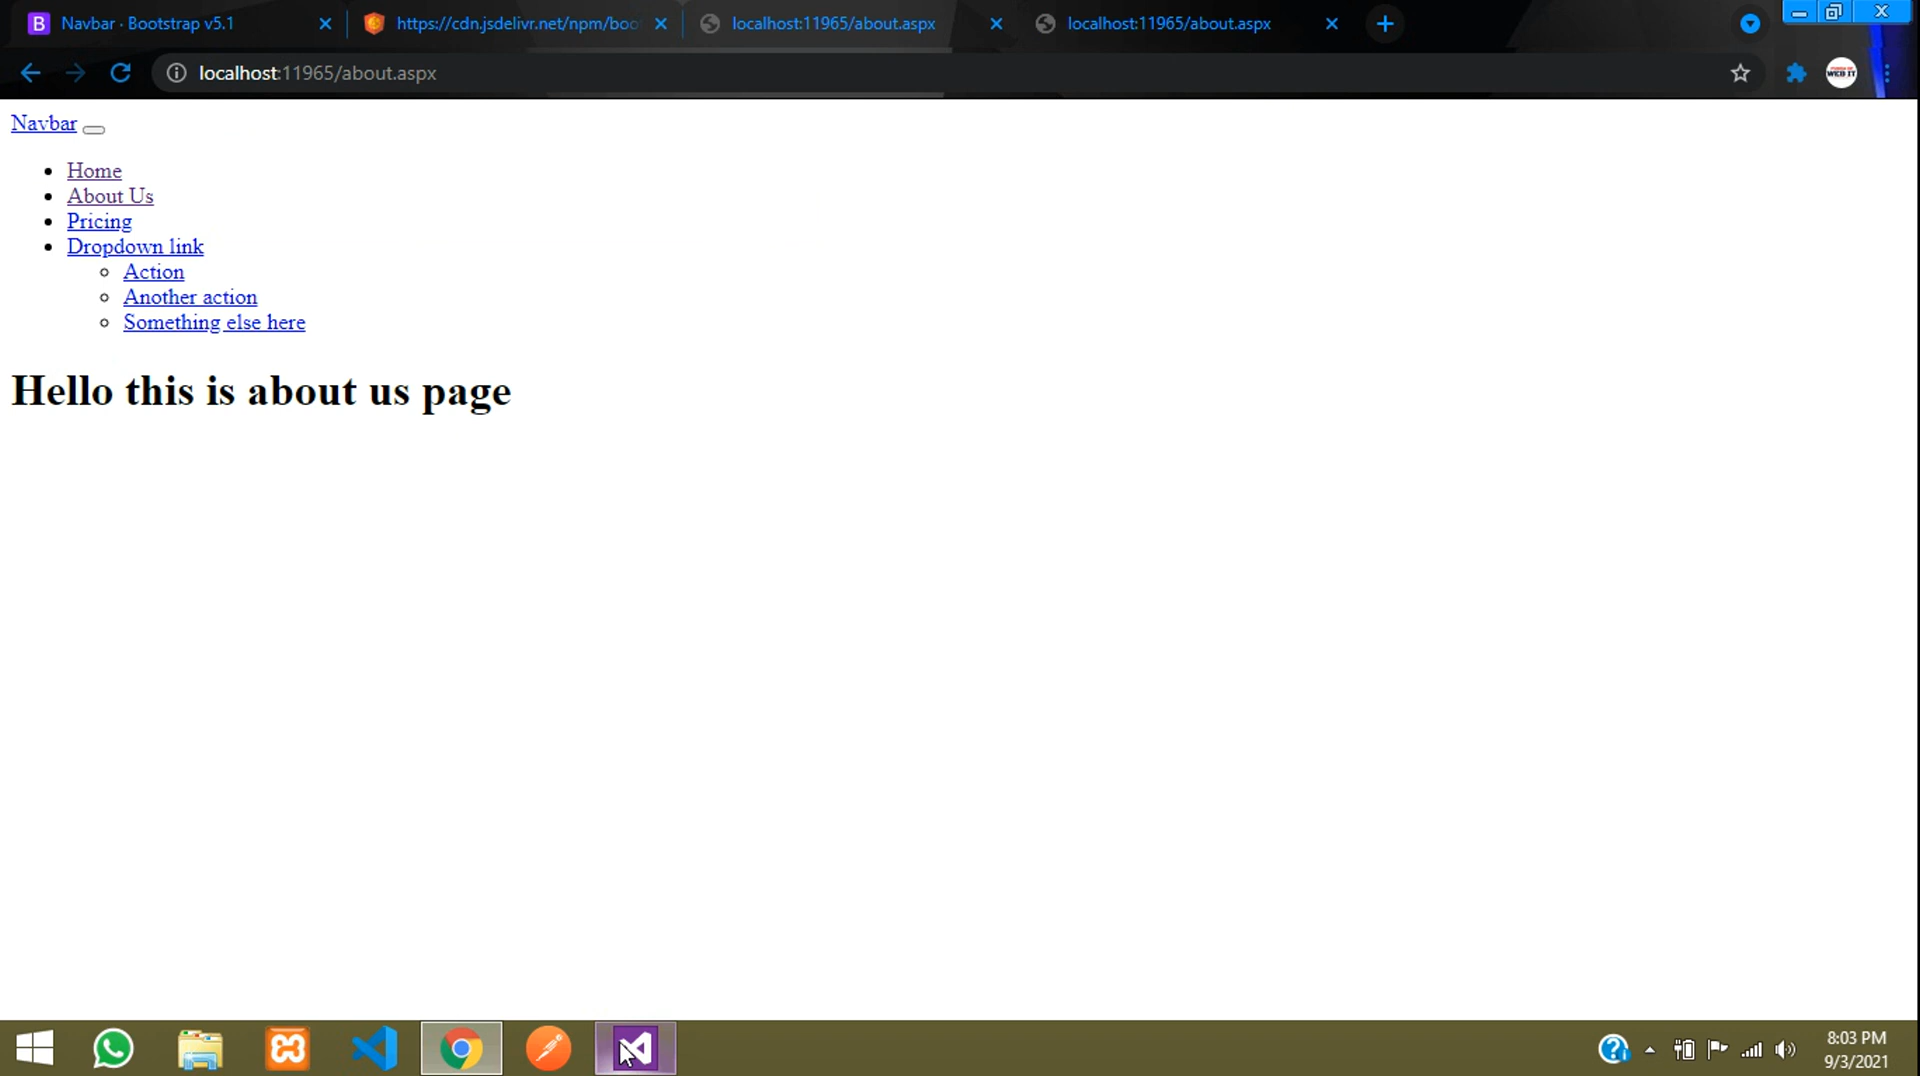 Navbar · Bootstrap v5.1
https://cdn.jsdelivr.net/npm/boo
localhost:11965/about.aspx
localhost:11965/about.aspx
localhost:11965/about.aspx
WEB IT
Navbar
Home
About Us
Pricing
Dropdown link
Action
Another action
Something else here
Hello this is about us page
8:03 PM
9/3/2021